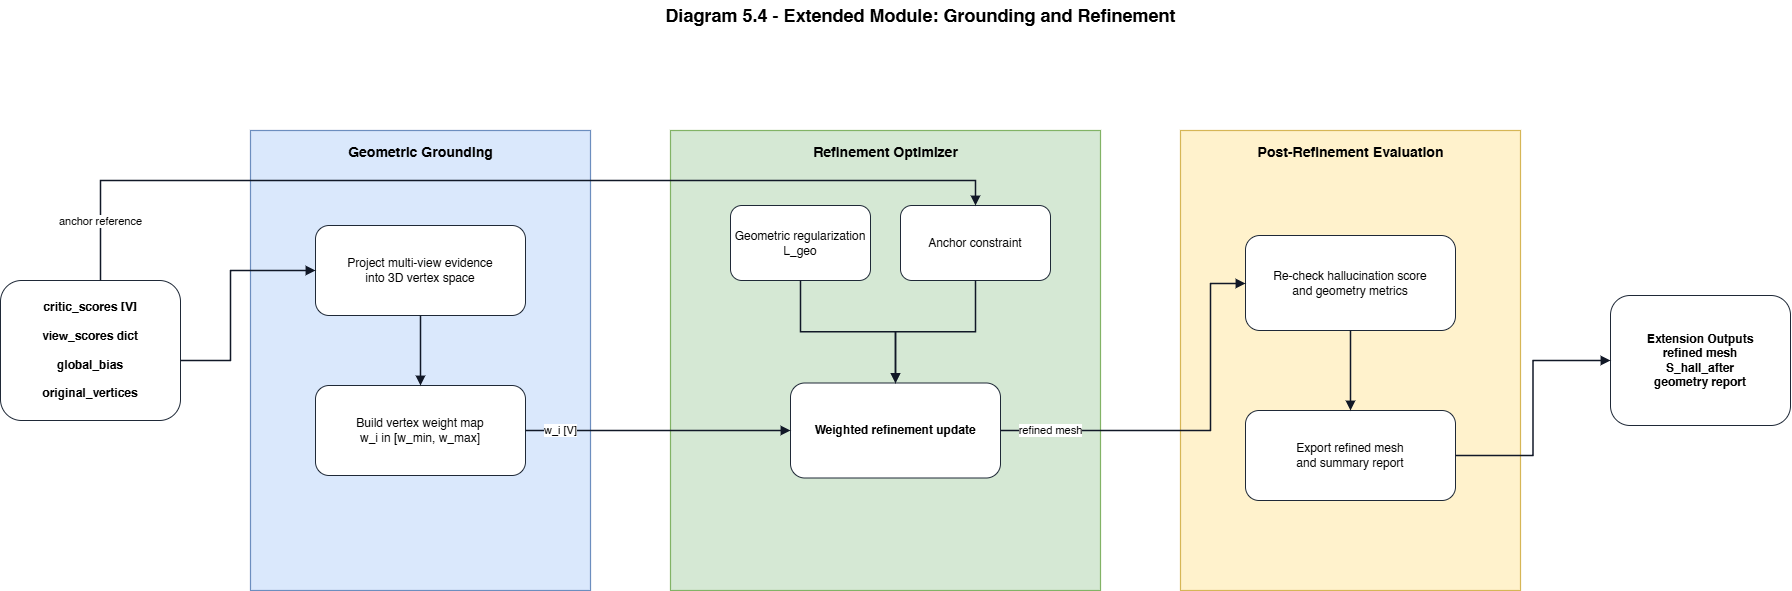 Diagram 5.4 - Extended Module: Grounding and Refinement
anchor reference
critic_scores [V]
view_scores dict
global_bias
original_vertices
Geometric Grounding
Project multi-view evidence
into 3D vertex space
Build vertex weight map
w_i in [w_min, w_max]
w_i [V]
Refinement Optimizer
Geometric regularization
L_geo
Anchor constraint
Weighted refinement update
refined mesh
Post-Refinement Evaluation
Re-check hallucination score
and geometry metrics
Export refined mesh
and summary report
Extension Outputs
refined mesh
S_hall_after
geometry report